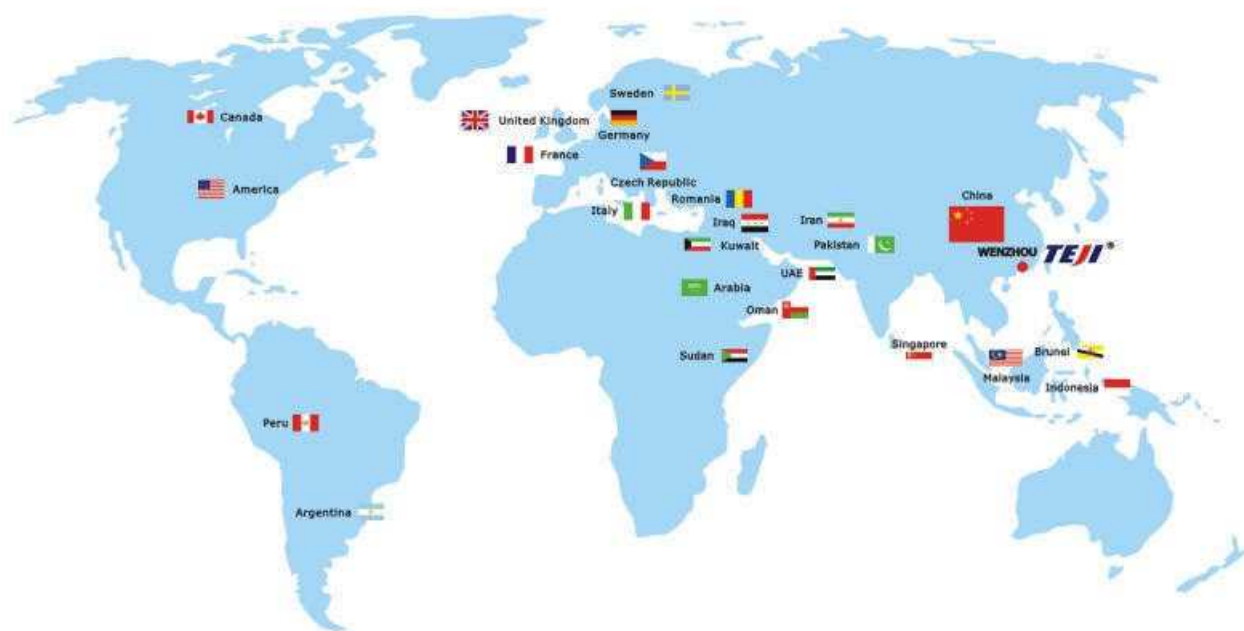 Sweden
Canada
United Kingdom
Germany
France
Czech Republic
America
Romania
China
Italy
Iraq
Iran
Kuwait
Pakistan
WENZHOU TEJI®
UAE
Arabia
Oman
Singapore
Sudan
Brunei
Malaysia
Indonesia
Peru
Argentina